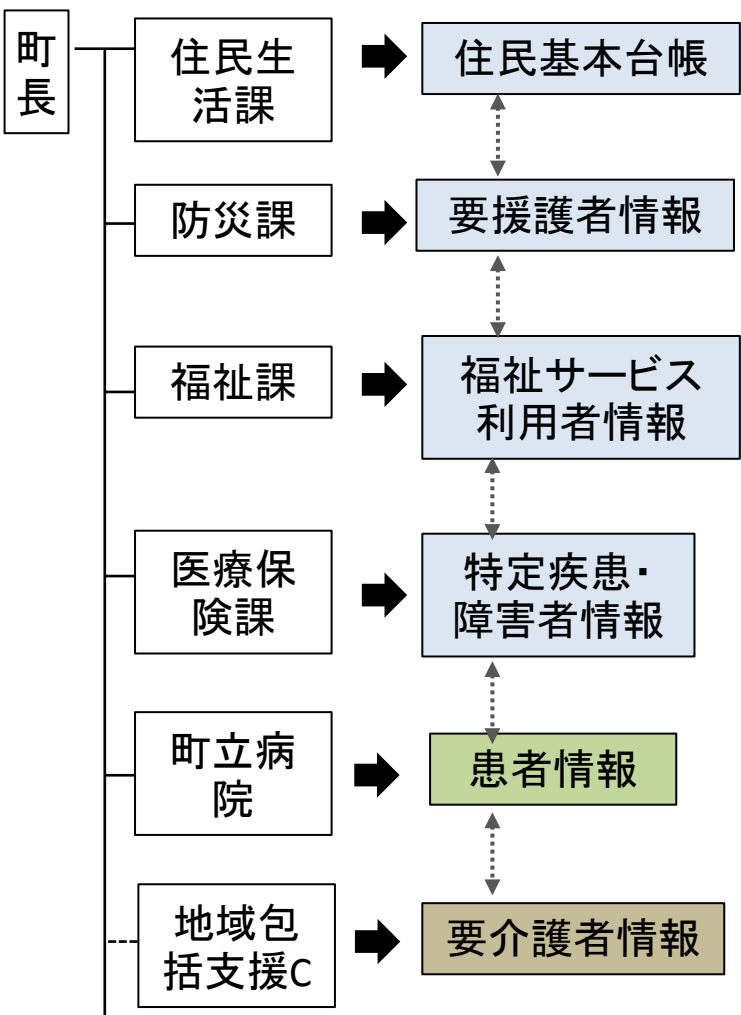 町
長
住民生
活課
住民基本台帳
防災課
要援護者情報
福祉課
福祉サービス
利用者情報
医療保
険課
特定疾患・
障害者情報
町立病
院
患者情報
地域包
括支援C
要介護者情報